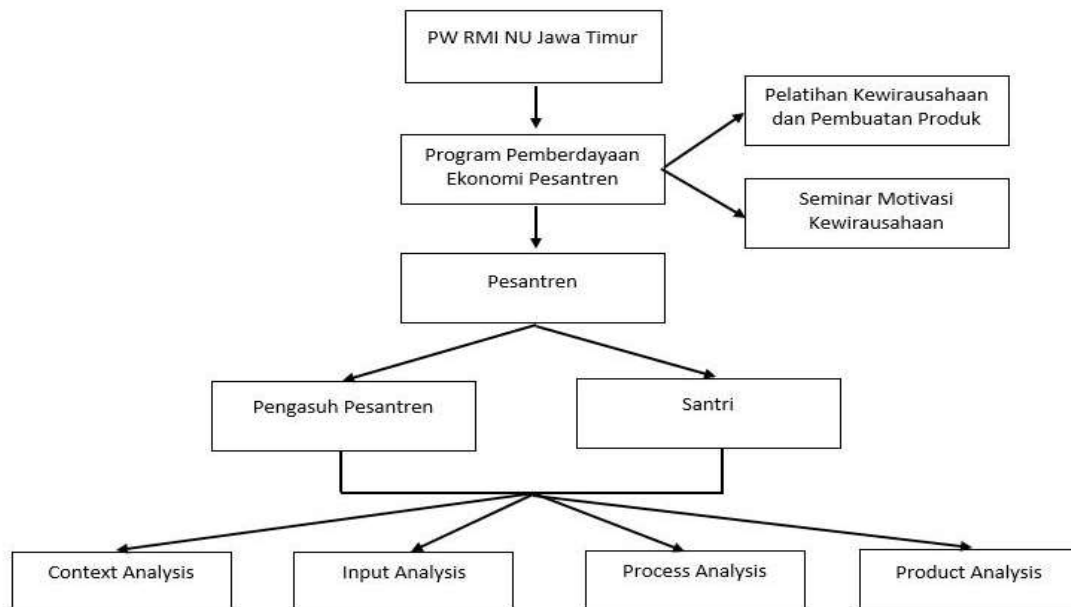 PW RMI NU Jawa Timur
Pelatihan Kewirausahaan
dan Pembuatan Produk
Program Pemberdayaan
Ekonomi Pesantren
Seminar Motivasi
Kewirausahaan
Pesantren
Pengasuh Pesantren
Santri
Context Analysis
Input Analysis
Process Analysis
Product Analysis